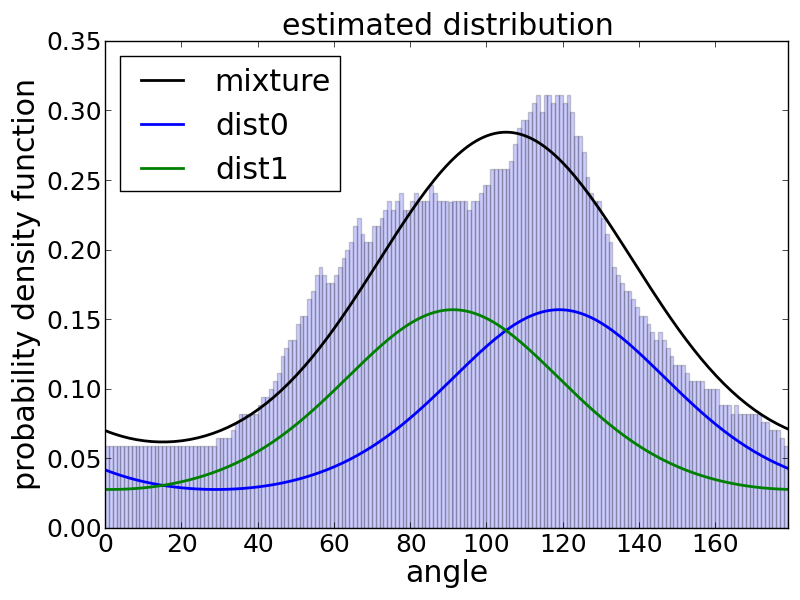 estimated distribution
probability density function
0.35
0.30
0.25
0.20
0.15
0.10
0.05
0.00
mixture
dist0
dist1
0 20 40 60 80 100 120 140 160
angle